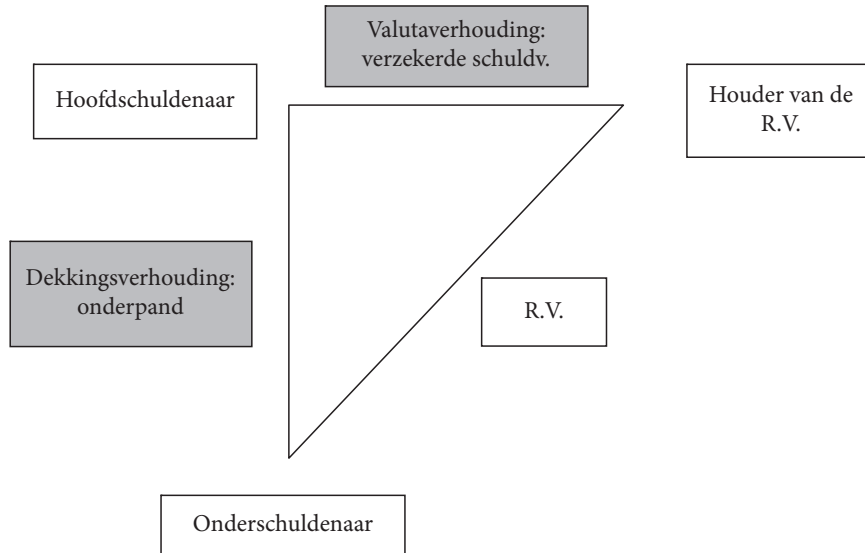 Valutaverhouding:
verzekerde schuldv.
Hoofdschuldenaar
Houder van de
R.V.
Dekkingsverhouding:
onderpand
R.V.
Onderschuldenaar